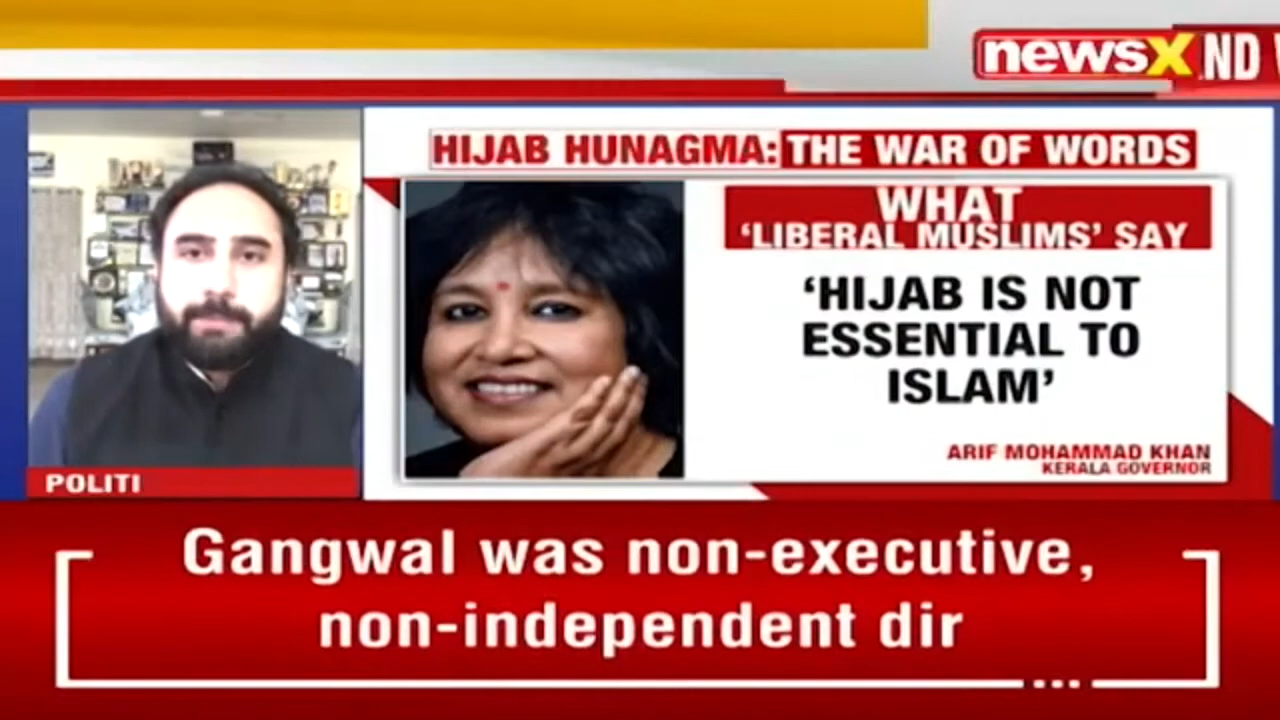 newsX ND
HIJAB HUNAGMA: THE WAR OF WORDS
WHAT
‘LIBERAL MUSLIMS’ SAY
‘HIJAB IS NOT
ESSENTIAL TO
ISLAM’
ARIF MOHAMMAD KHAN
KERALA GOVERNOR
POLITI
Gangwal was non-executive,
non-independent dir
...